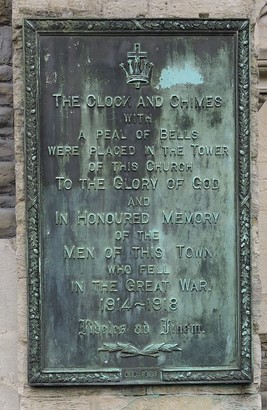 The Clock and Chimes
with
a peal of Bells
were placed in the Tower
of this Church
To the Glory of God
and
In Honoured Memory
of the
Men of this Town
who fell
in the Great War.
1914~1918
ad